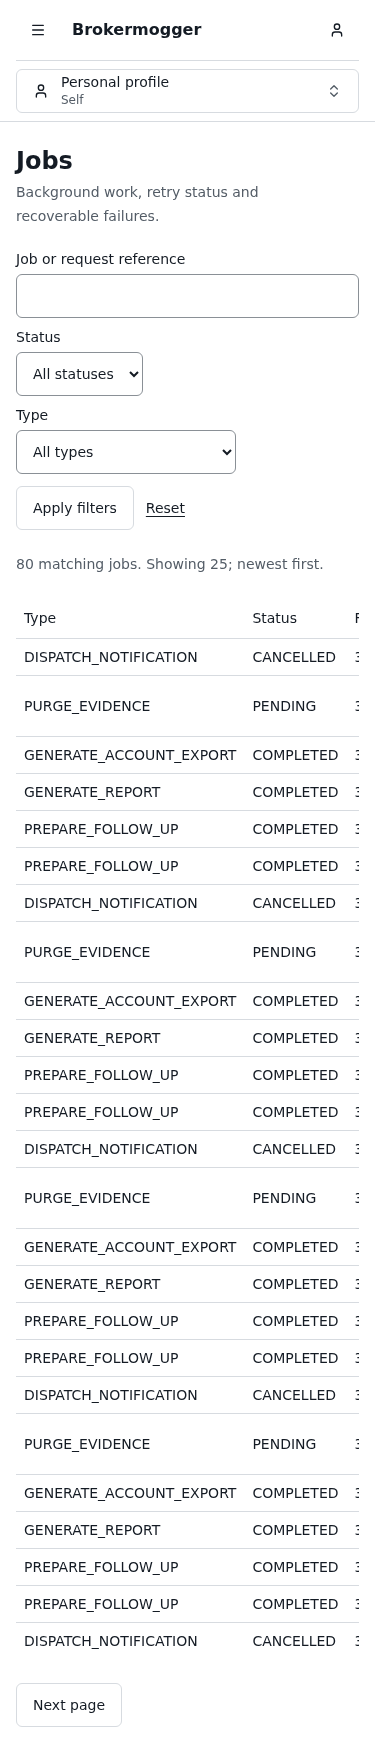 Brokermogger
Personal profile
Self
Jobs
Background work, retry status and
recoverable failures.
Job or request reference
Status
All statuses
Type
All types
Apply filters Reset
80 matching jobs. Showing 25; newest first.
Type Status
DISPATCH_NOTIFICATION CANCELLED
PURGE_EVIDENCE PENDING
GENERATE_ACCOUNT_EXPORT COMPLETED
GENERATE_REPORT COMPLETED
PREPARE_FOLLOW_UP COMPLETED
PREPARE_FOLLOW_UP COMPLETED
DISPATCH_NOTIFICATION CANCELLED
PURGE_EVIDENCE PENDING
GENERATE_ACCOUNT_EXPORT COMPLETED
GENERATE_REPORT COMPLETED
PREPARE_FOLLOW_UP COMPLETED
PREPARE_FOLLOW_UP COMPLETED
DISPATCH_NOTIFICATION CANCELLED
PURGE_EVIDENCE PENDING
GENERATE_ACCOUNT_EXPORT COMPLETED
GENERATE_REPORT COMPLETED
PREPARE_FOLLOW_UP COMPLETED
PREPARE_FOLLOW_UP COMPLETED
DISPATCH_NOTIFICATION CANCELLED
PURGE_EVIDENCE PENDING
GENERATE_ACCOUNT_EXPORT COMPLETED
GENERATE_REPORT COMPLETED
PREPARE_FOLLOW_UP COMPLETED
PREPARE_FOLLOW_UP COMPLETED
DISPATCH_NOTIFICATION CANCELLED
Next page